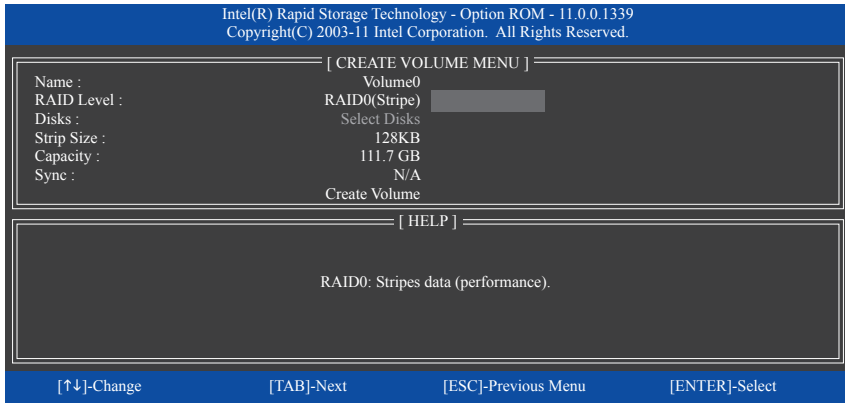 Intel(R) Rapid Storage Technology - Option ROM - 11.0.0.1339
Copyright(C) 2003-11 Intel Corporation. All Rights Reserved.
[ CREATE VOLUME MENU ]
Name : Volume0
RAID Level : RAID0(Stripe)
Disks : Select Disks
Strip Size : 128KB
Capacity : 111.7 GB
Sync : N/A
Create Volume
[ HELP ]
RAID0: Stripes data (performance).
[↑↓]-Change [TAB]-Next [ESC]-Previous Menu [ENTER]-Select